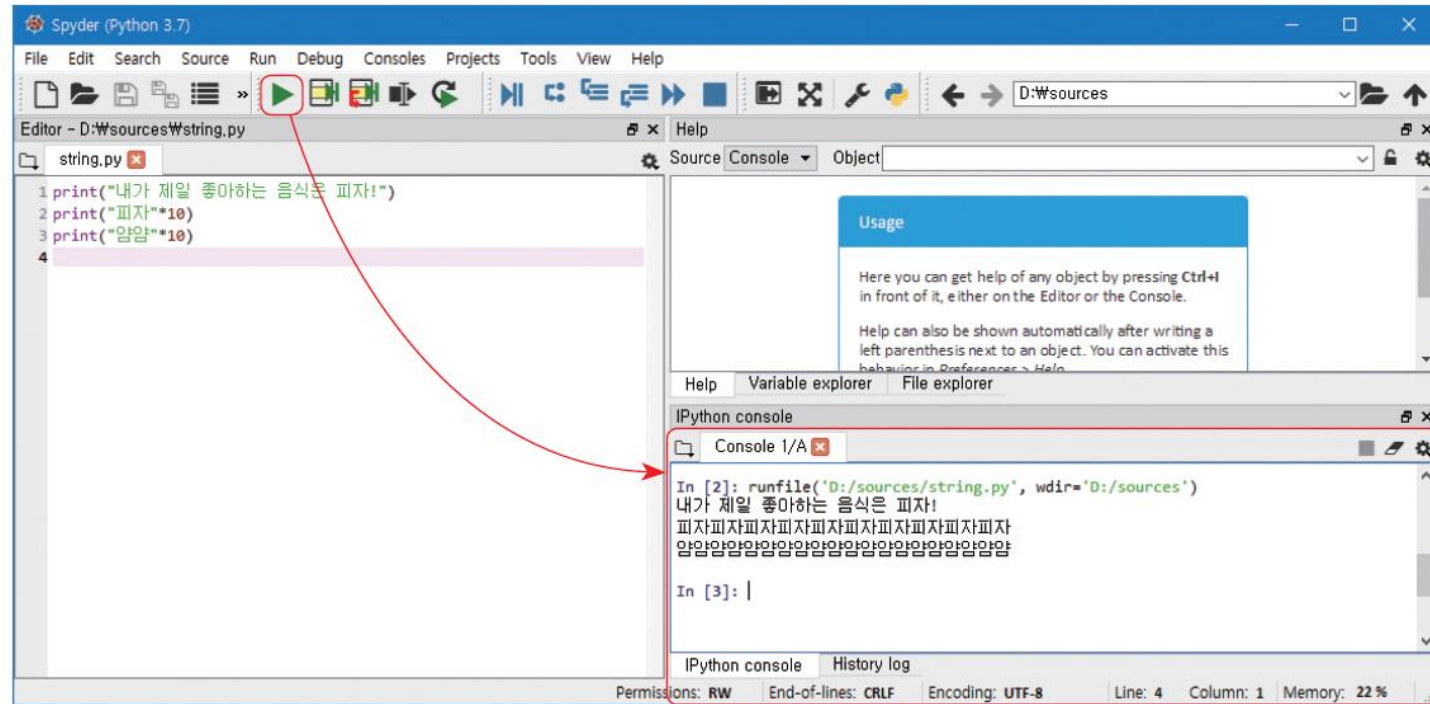 Spyder (Python 3.7)
File Edit Search Source Run Debug Consoles Projects Tools View Help
» D:₩sources
Editor - D:₩sources₩string.py
string.py
1 print("내가 제일 좋아하는 음식은 피자!")
2 print("피자"*10)
3 print("얌얌"*10)
4
Help
Source Console Object
Usage
Here you can get help of any object by pressing Ctrl+I
in front of it, either on the Editor or the Console.
Help can also be shown automatically after writing a
left parenthesis next to an object. You can activate this
behavior in Preferences > Help
Help Variable explorer File explorer
IPython console
Console 1/A
In [2]: runfile('D:/sources/string.py', wdir='D:/sources')
내가 제일 좋아하는 음식은 피자!
피자피자피자피자피자피자피자피자피자피자
얌얌얌얌얌얌얌얌얌얌얌얌얌얌얌얌얌얌얌얌
In [3]:
IPython console History log
Permissions: RW End-of-lines: CRLF Encoding: UTF-8 Line: 4 Column: 1 Memory: 22 %